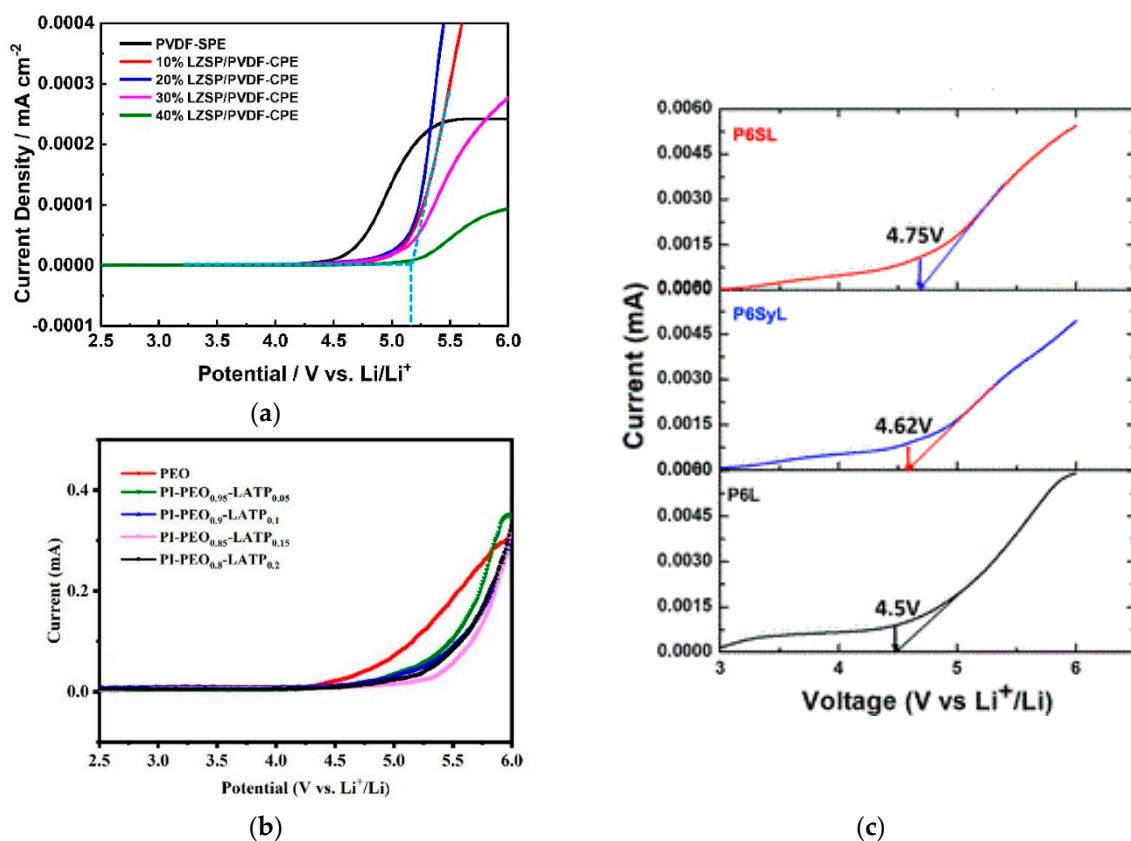 0.0004
0.0003
0.0002
0.0001
0.0000
-0.0001
Current Density / mA cm-2
PVDF-SPE
10% LZSP/PVDF-CPE
20% LZSP/PVDF-CPE
30% LZSP/PVDF-CPE
40% LZSP/PVDF-CPE
2.5 3.0 3.5 4.0 4.5 5.0 5.5 6.0
Potential / V vs. Li/Li+
(a)
0.4
0.2
0.0
Current (mA)
PEO
PI-PEO0.95-LATP0.05
PI-PEO0.9-LATP0.1
PI-PEO0.85-LATP0.15
PI-PEO0.8-LATP0.2
2.5 3.0 3.5 4.0 4.5 5.0 5.5 6.0
Potential (V vs. Li+/Li)
(b)
Current (mA)
0.0060
0.0045
0.0030
0.0015
P6SL
4.75V
0.0060
0.0045
0.0030
0.0015
P6SyL
4.62V
0.0060
0.0045
0.0030
0.0015
0.0000
P6L
4.5V
3 4 5 6
Voltage (V vs Li+/Li)
(c)